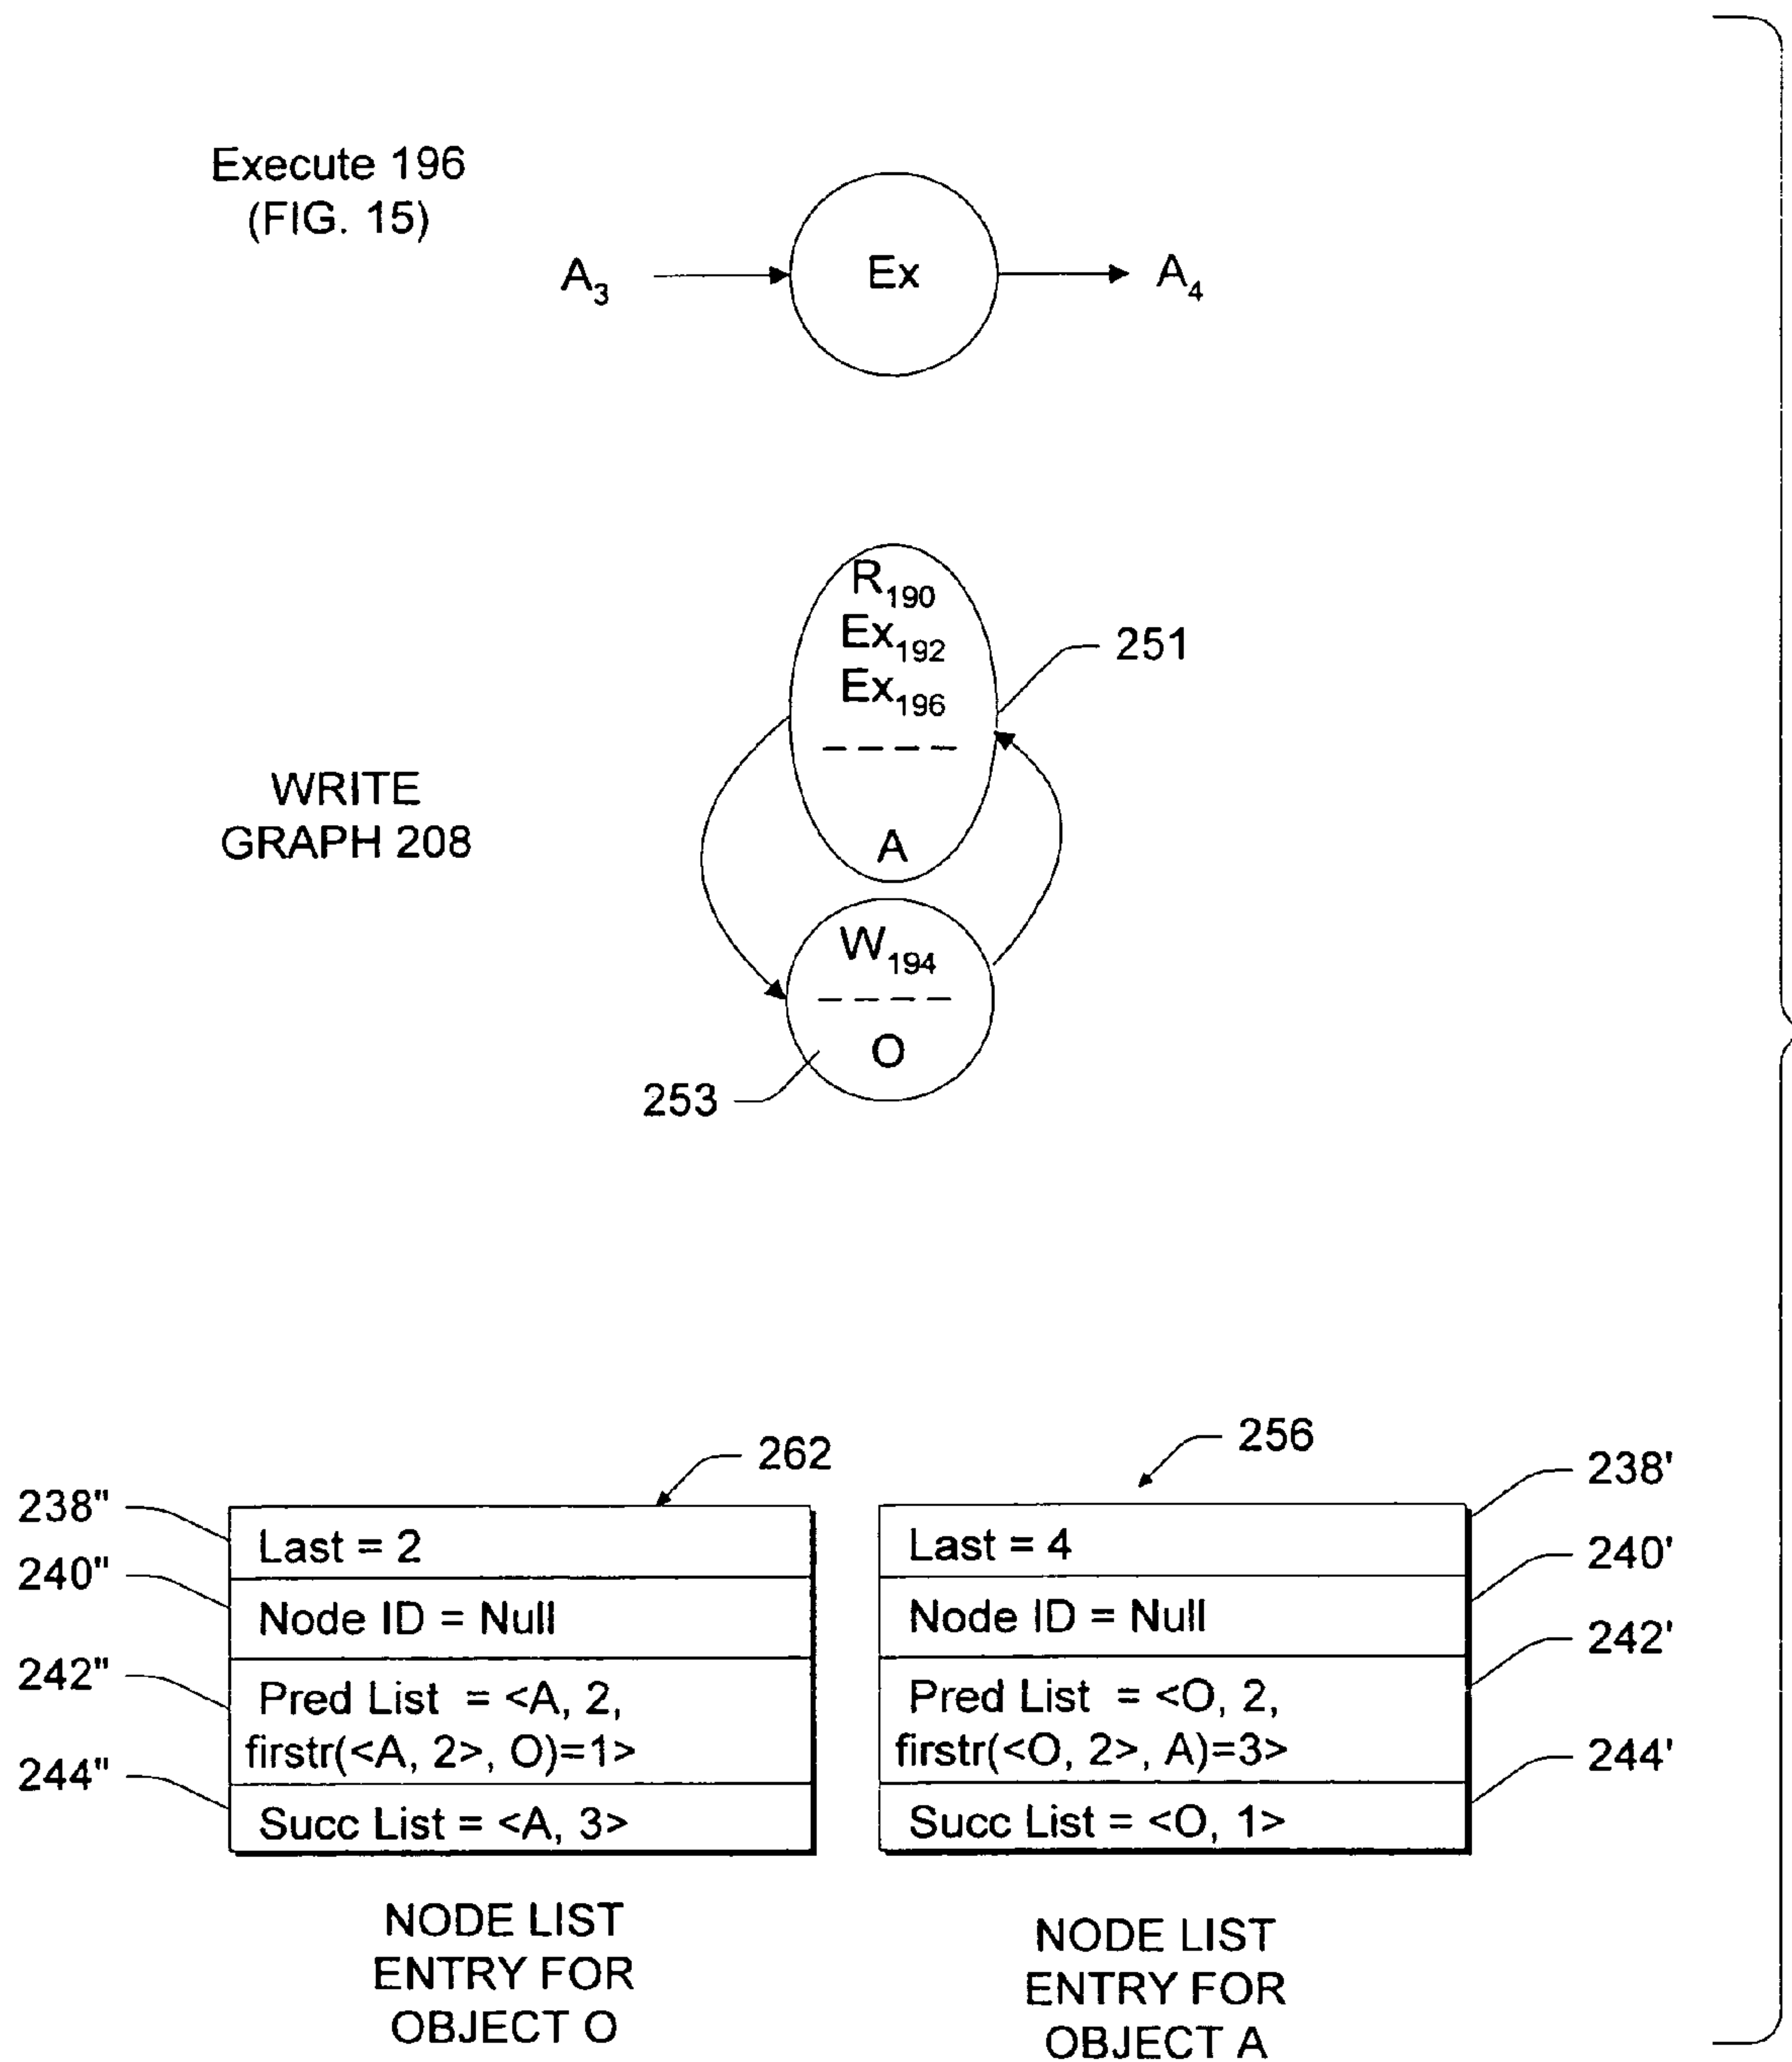 Execute 196
(FIG. 15)
A3
Ex
A4
R190
Ex192
Ex196
251
WRITE
GRAPH 208
A
W194
O
253
262
256
238"
Last = 2
Last = 4
238'
240"
Node ID = Null
Node ID = Null
240'
242"
Pred List = <A, 2,
firstr(<A, 2>, O)=1>
Pred List = <O, 2,
firstr(<O, 2>, A)=3>
242'
244"
Succ List = <A, 3>
Succ List = <O, 1>
244'
NODE LIST
ENTRY FOR
OBJECT O
NODE LIST
ENTRY FOR
OBJECT A